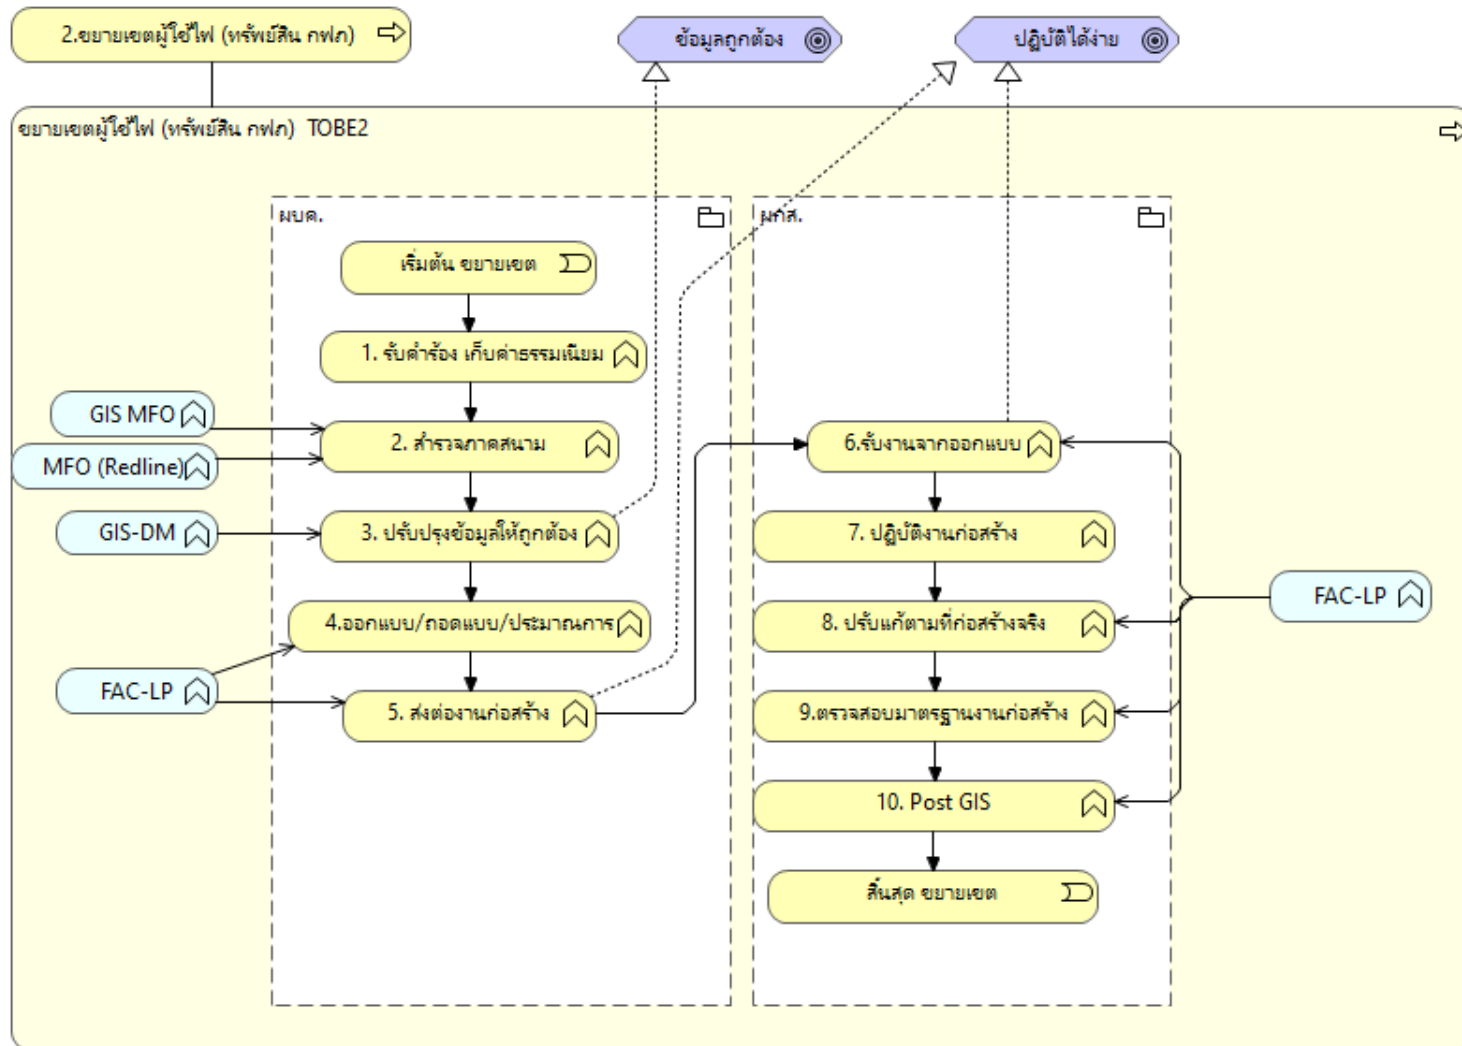 2.ขยายเขตผู้ใช้ไฟ (ทรัพย์สิน กฟภ)
ข้อมูลถูกต้อง
ปฏิบัติได้ง่าย
ขยายเขตผู้ใช้ไฟ (ทรัพย์สิน กฟภ) TOBE2
ผบด.
เริ่มต้น ขยายเขต
1. รับคำร้อง เก็บค่าธรรมเนียม
GIS MFO
2. สำรวจภาคสนาม
MFO (Redline)
GIS-DM
3. ปรับปรุงข้อมูลให้ถูกต้อง
4.ออกแบบ/ถอดแบบ/ประมาณการ
FAC-LP
5. ส่งต่องานก่อสร้าง
ผกส.
6.รับงานจากออกแบบ
7. ปฏิบัติงานก่อสร้าง
8. ปรับแก้ตามที่ก่อสร้างจริง
FAC-LP
9.ตรวจสอบมาตรฐานงานก่อสร้าง
10. Post GIS
สิ้นสุด ขยายเขต